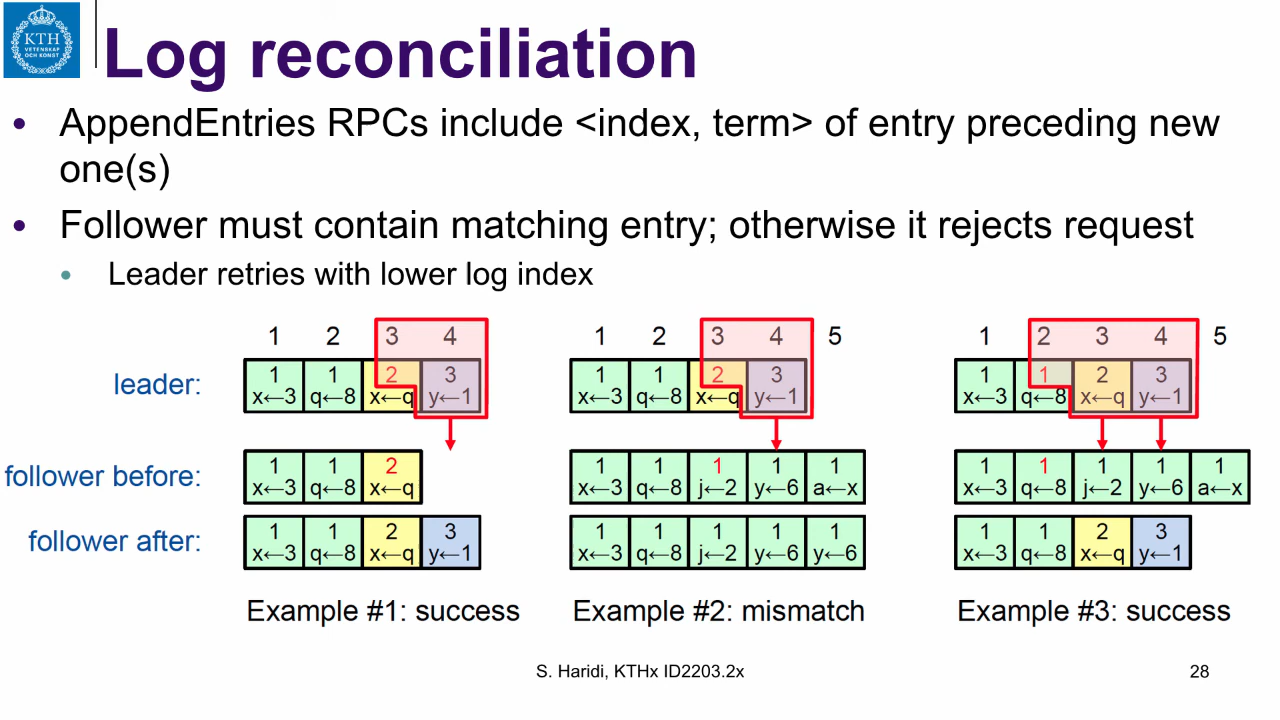 KTH
VETENSKAP
OCH KONST
Log reconciliation
• AppendEntries RPCs include <index, term> of entry preceding new
one(s)
• Follower must contain matching entry; otherwise it rejects request
• Leader retries with lower log index
1 2 3 4 1 2 3 4 5 1 2 3 4 5
leader:
1 1 2 3 1 1 2 3 1 1 2 3
x←3 q←8 x←q y←1 x←3 q←8 x←q y←1 x←3 q←8 x←q y←1
follower before:
1 1 2 1 1 1 1 1 1 1 1 1 1
x←3 q←8 x←q x←3 q←8 j←2 y←6 a←x x←3 q←8 j←2 y←6 a←x
follower after:
1 1 2 3 1 1 1 1 1 1 1 2 3
x←3 q←8 x←q y←1 x←3 q←8 j←2 y←6 y←6 x←3 q←8 x←q y←1
Example #1: success Example #2: mismatch Example #3: success
S. Haridi, KTHx ID2203.2x 28